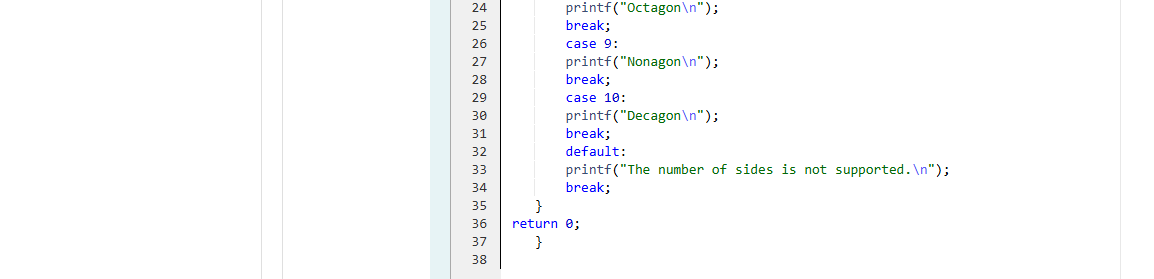 24 printf("Octagon\n");
25 break;
26 case 9:
27 printf("Nonagon\n");
28 break;
29 case 10:
30 printf("Decagon\n");
31 break;
32 default:
33 printf("The number of sides is not supported.\n");
34 break;
35 }
36 return 0;
37 }
38